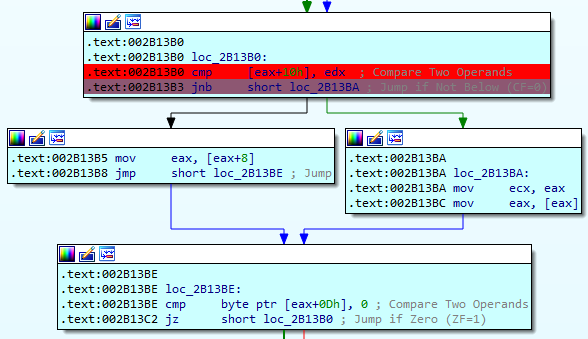 .text:002B13B0
.text:002B13B0 loc_2B13B0:
.text:002B13B0 cmp [eax+10h], edx ; Compare Two Operands
.text:002B13B3 jnb short loc_2B13BA ; Jump if Not Below (CF=0)
.text:002B13B5 mov eax, [eax+8]
.text:002B13B8 jmp short loc_2B13BE ; Jump
.text:002B13BA
.text:002B13BA loc_2B13BA:
.text:002B13BA mov ecx, eax
.text:002B13BC mov eax, [eax]
.text:002B13BE
.text:002B13BE loc_2B13BE:
.text:002B13BE cmp byte ptr [eax+0Dh], 0 ; Compare Two Operands
.text:002B13C2 jz short loc_2B13B0 ; Jump if Zero (ZF=1)